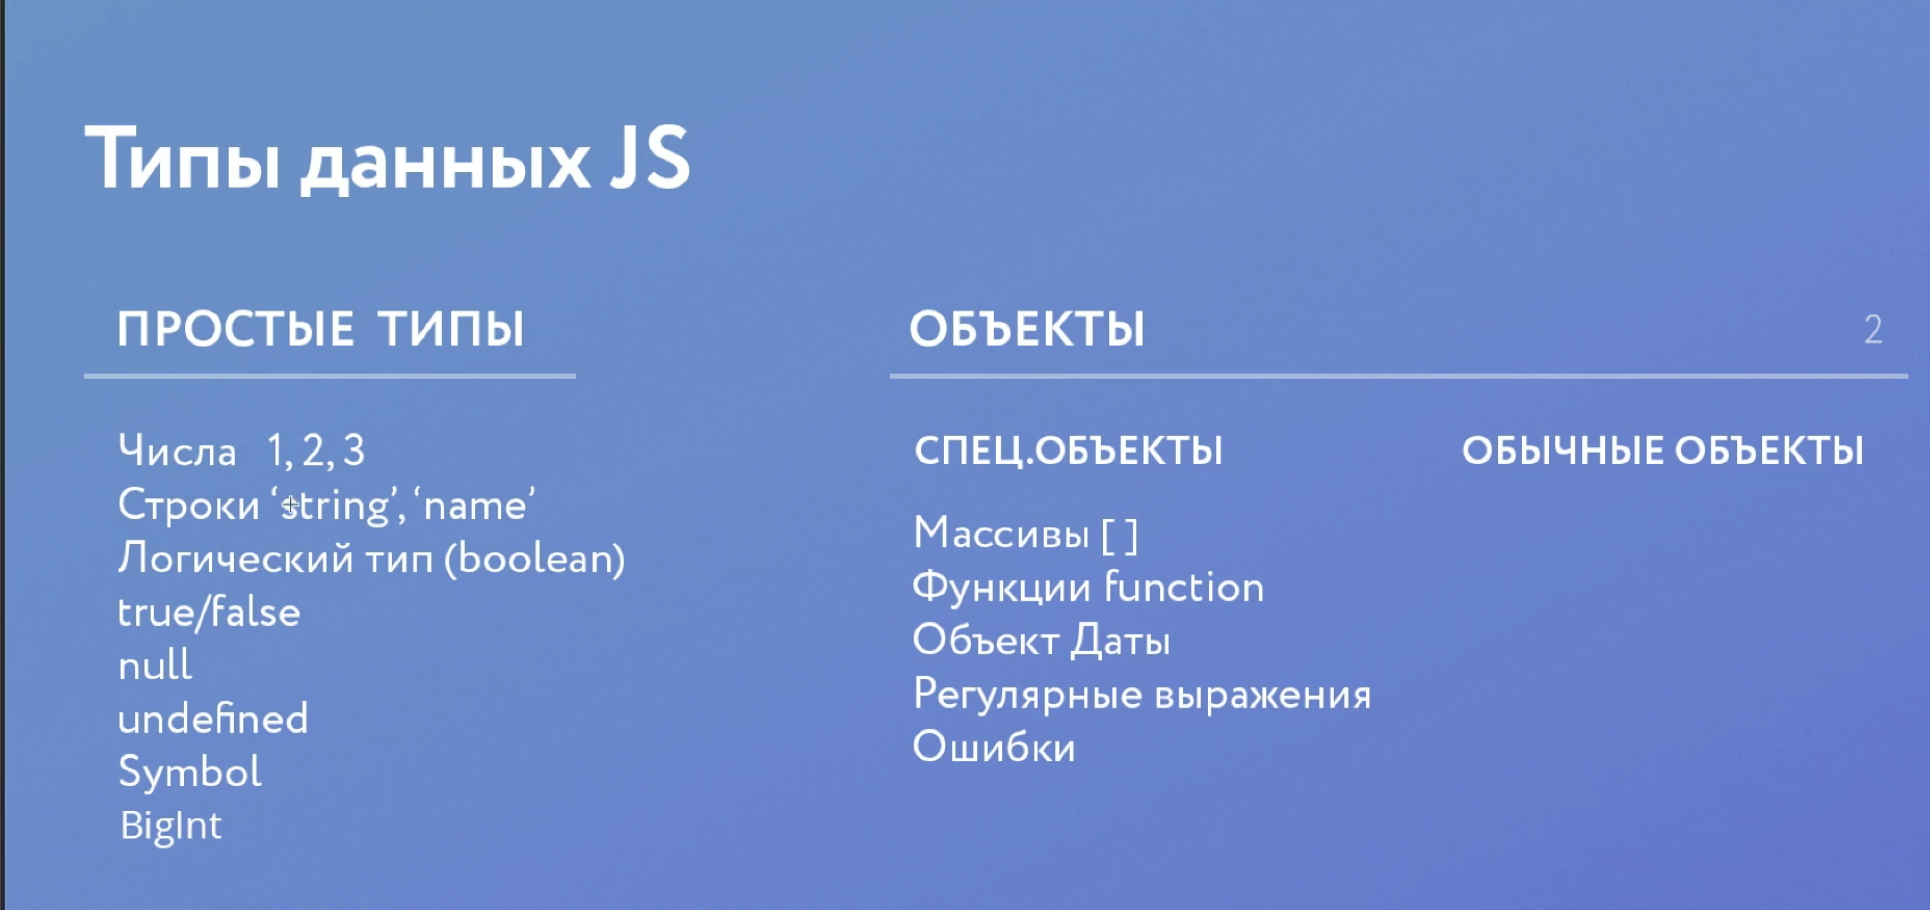 Типы данных JS
ПРОСТЫЕ ТИПЫ
Числа 1, 2, 3
Строки ‘string’, ‘name’
Логический тип (boolean)
true/false
null
undefined
Symbol
BigInt
ОБЪЕКТЫ
2
СПЕЦ.ОБЪЕКТЫ
Массивы [ ]
Функции function
Объект Даты
Регулярные выражения
Ошибки
ОБЫЧНЫЕ ОБЪЕКТЫ